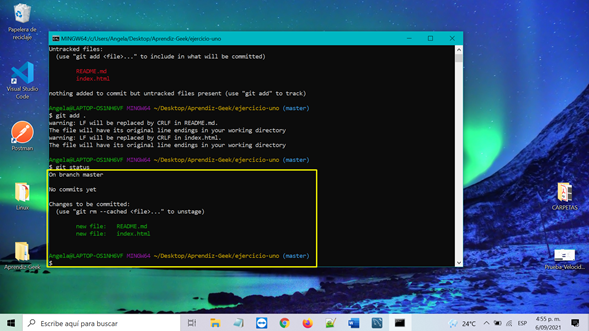 Papelera de
reciclaje
Visual Studio
Code
Postman
Linux
Aprendiz-Geek
MINGW64:/c/Users/Angela/Desktop/Aprendiz-Geek/ejercicio-uno
Untracked files:
(use "git add <file>..." to include in what will be committed)
README.md
index.html
nothing added to commit but untracked files present (use "git add" to track)
Angela@LAPTOP-OS1NH6VF MINGW64 ~/Desktop/Aprendiz-Geek/ejercicio-uno (master)
$ git add .
warning: LF will be replaced by CRLF in README.md.
The file will have its original line endings in your working directory
warning: LF will be replaced by CRLF in index.html.
The file will have its original line endings in your working directory
Angela@LAPTOP-OS1NH6VF MINGW64 ~/Desktop/Aprendiz-Geek/ejercicio-uno (master)
$ git status
On branch master
No commits yet
Changes to be committed:
(use "git rm --cached <file>..." to unstage)
new file: README.md
new file: index.html
Angela@LAPTOP-OS1NH6VF MINGW64 ~/Desktop/Aprendiz-Geek/ejercicio-uno (master)
$
CARPETAS
Prueba-Velocid...
Escribe aquí para buscar
24°C
ESP
4:55 p. m.
6/09/2021